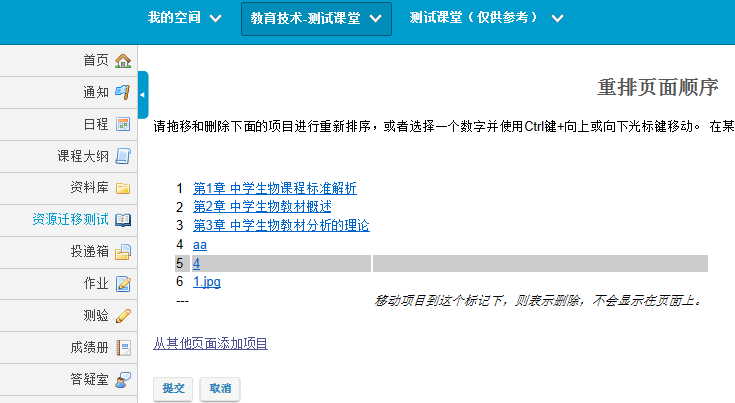 我的空间 教育技术-测试课堂 测试课堂（仅供参考）
首页
通知
日程
课程大纲
资料库
资源迁移测试
投递箱
作业
测验
成绩册
答疑室
重排页面顺序
请拖移和删除下面的项目进行重新排序，或者选择一个数字并使用Ctrl键+向上或向下光标键移动。 在某
1 第1章 中学生物课程标准解析
2 第2章 中学生物教材概述
3 第3章 中学生物教材分析的理论
4 aa
5 4
6 1.jpg
--- 移动项目到这个标记下，则表示删除，不会显示在页面上。
从其他页面添加项目
提交 取消